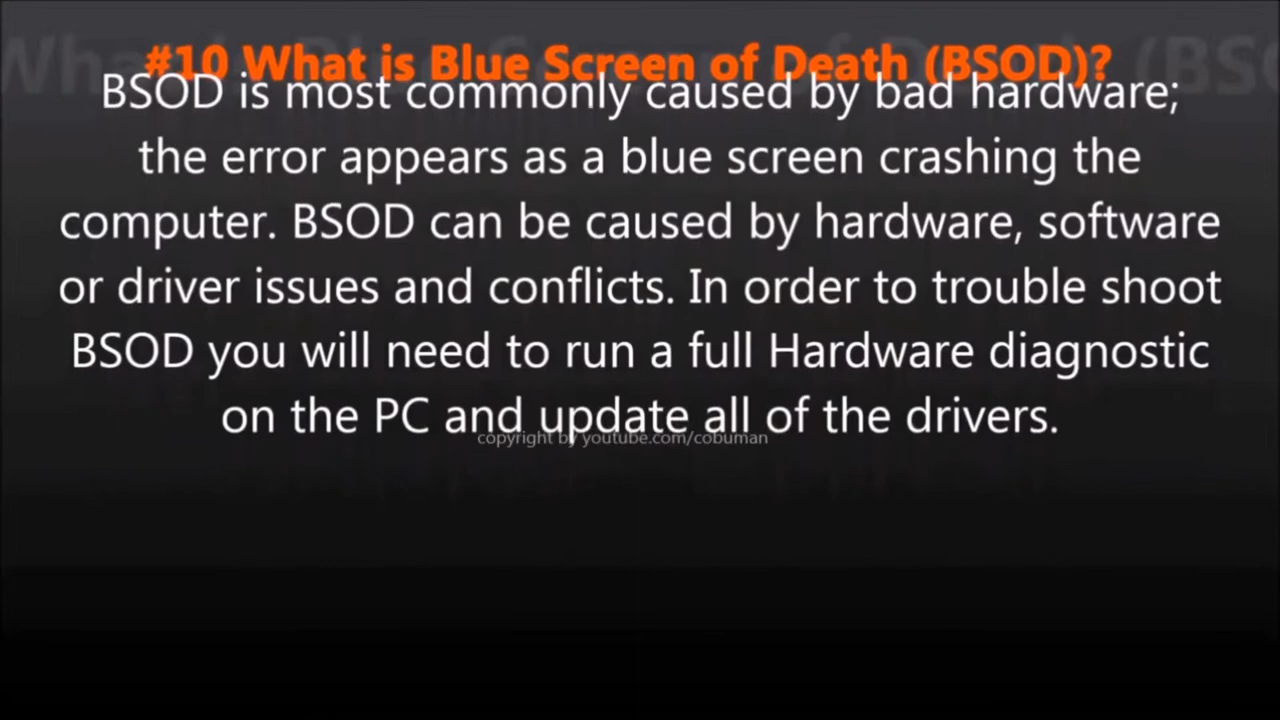 #10 What is Blue Screen of Death (BSOD)?
BSOD is most commonly caused by bad hardware;
the error appears as a blue screen crashing the
computer. BSOD can be caused by hardware, software
or driver issues and conflicts. In order to trouble shoot
BSOD you will need to run a full Hardware diagnostic
on the PC and update all of the drivers.
copyright by youtube.com/cobuman